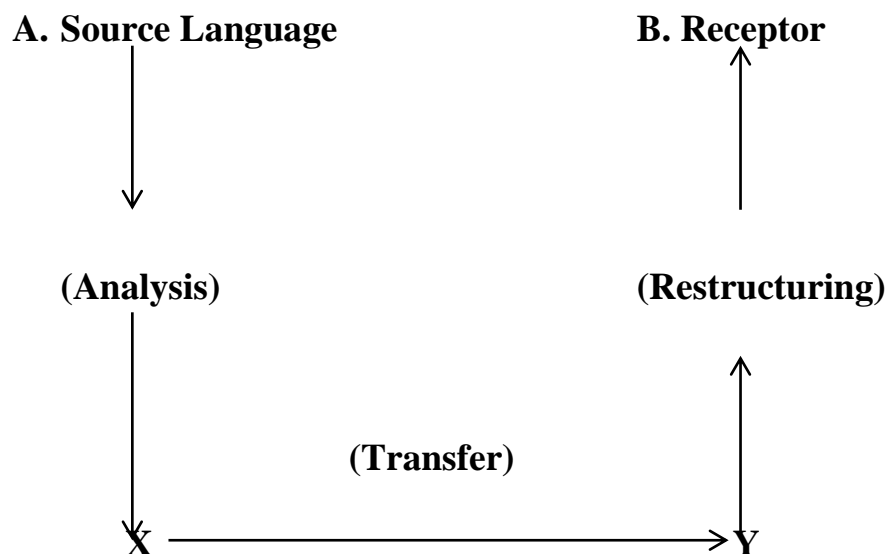 A. Source Language B. Receptor
(Analysis) (Restructuring)
(Transfer)
X Y